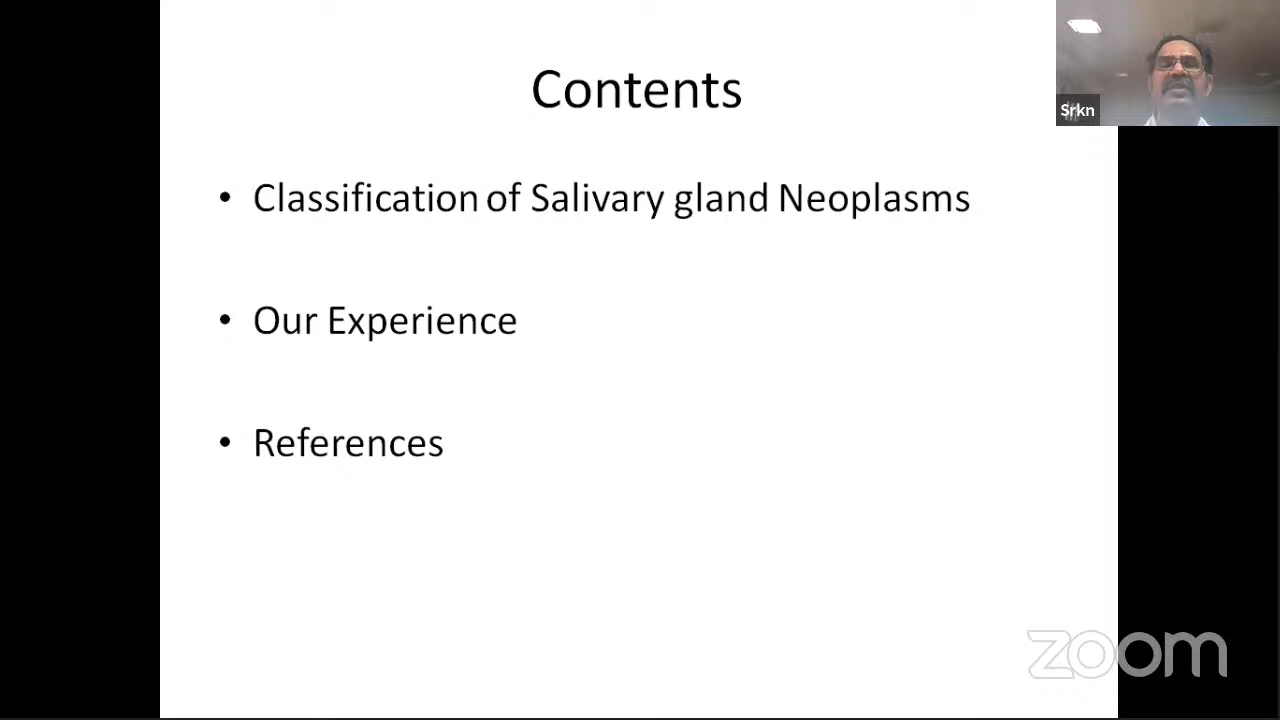 Contents
Srkn
• Classification of Salivary gland Neoplasms
• Our Experience
• References
zoom